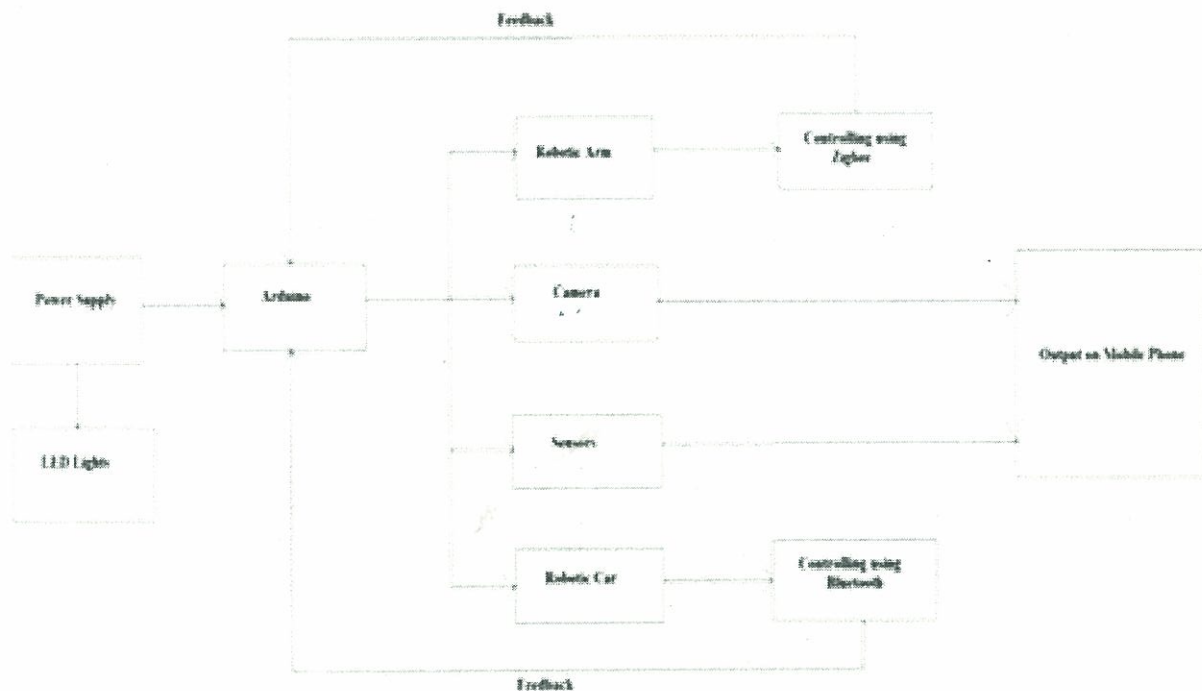 Feedback
Robotic Arm
Controlling using
Zigbee
Power Supply
Arduino
Camera
Output on Mobile Phone
LED Lights
Sensors
Robotic Car
Controlling using
Bluetooth
Feedback